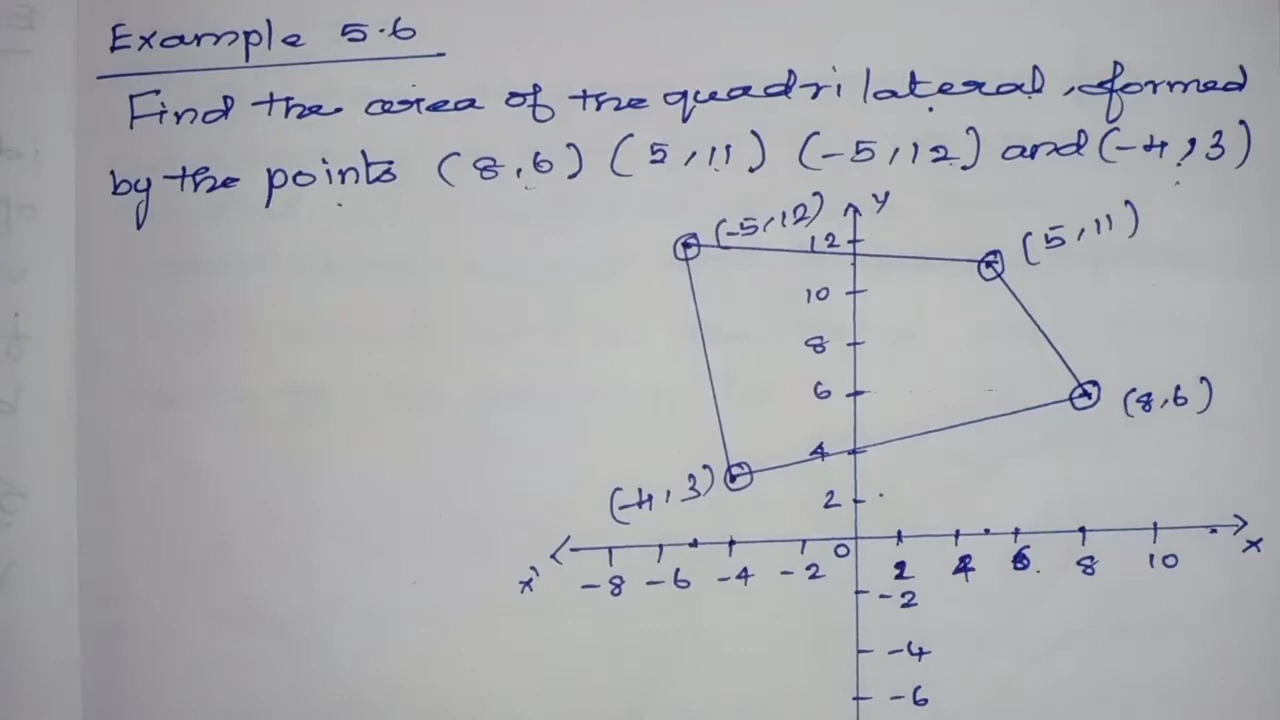 Example 5.6
Find the area of the quadrilateral, formed
by the points (8,6) (5,11) (-5,12) and (-4,3)
(-5,12) 12 y (5,11)
10
8
6 (8,6)
4
(-4,3) 2
x' -8 -6 -4 -2 0 2 4 6. 8 10 x
-2
-4
-6